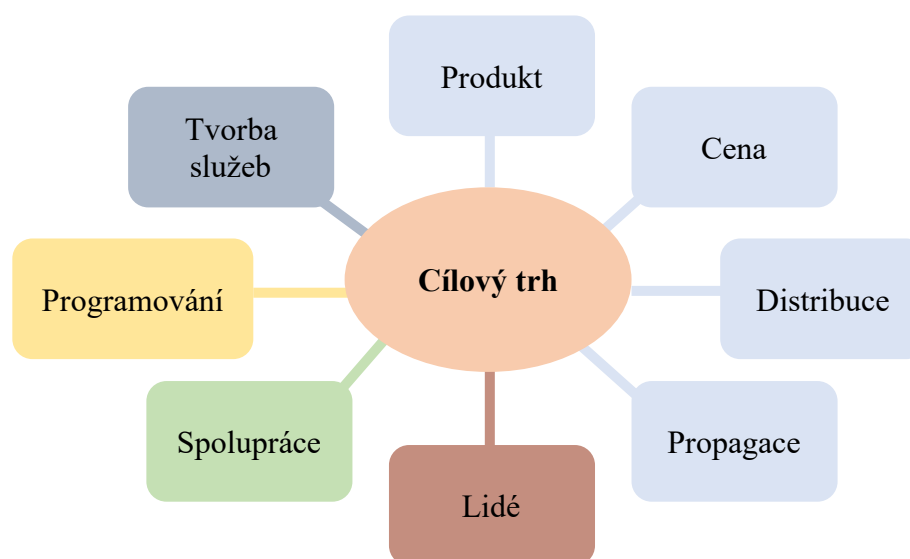 Produkt
Tvorba
služeb
Cena
Programování
Cílový trh
Distribuce
Spolupráce
Propagace
Lidé